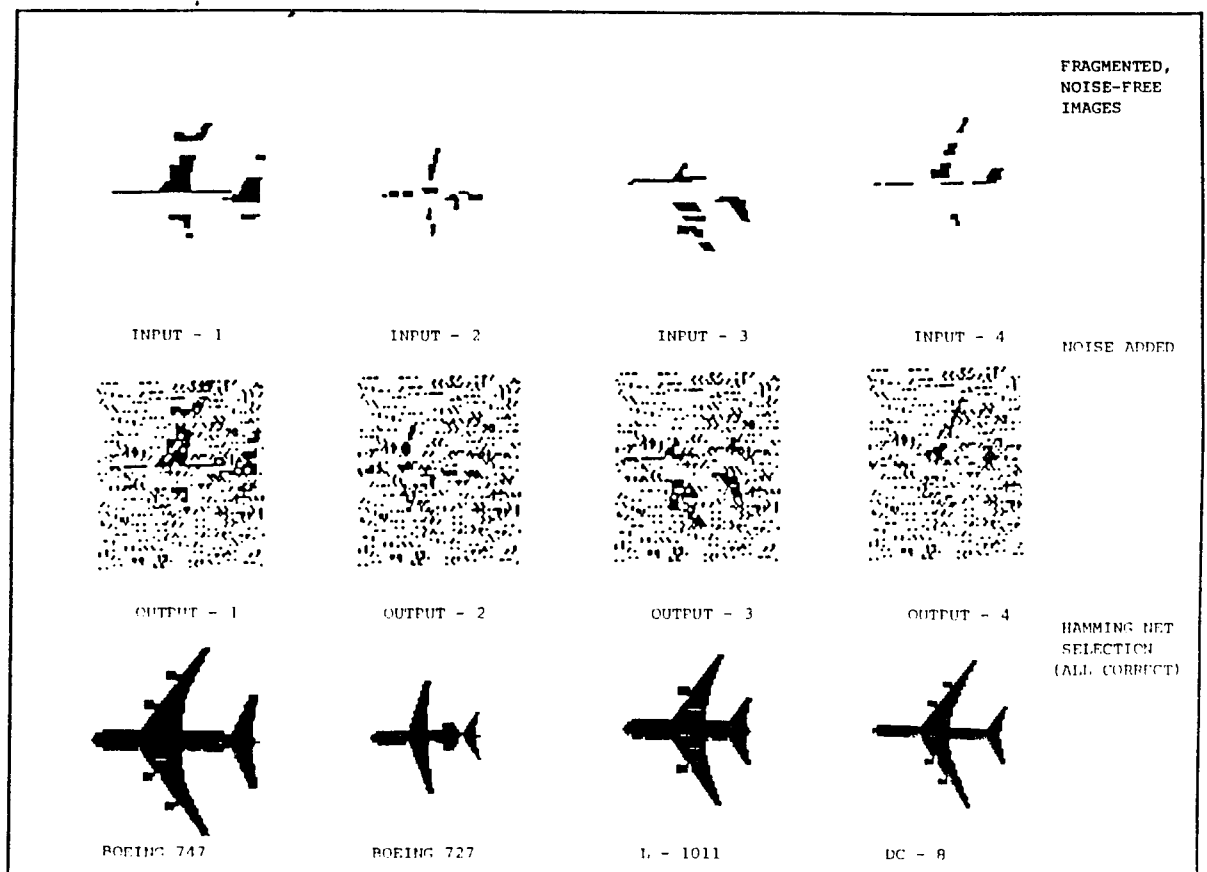 FRAGMENTED,
NOISE-FREE
IMAGES
INPUT - 1
INPUT - 2
INPUT - 3
INPUT - 4
NOISE ADDED
OUTPUT - 1
OUTPUT - 2
OUTPUT - 3
OUTPUT - 4
HAMMING NET
SELECTION
(ALL CORRECT)
BOEING 747
BOEING 727
L - 1011
DC - 8